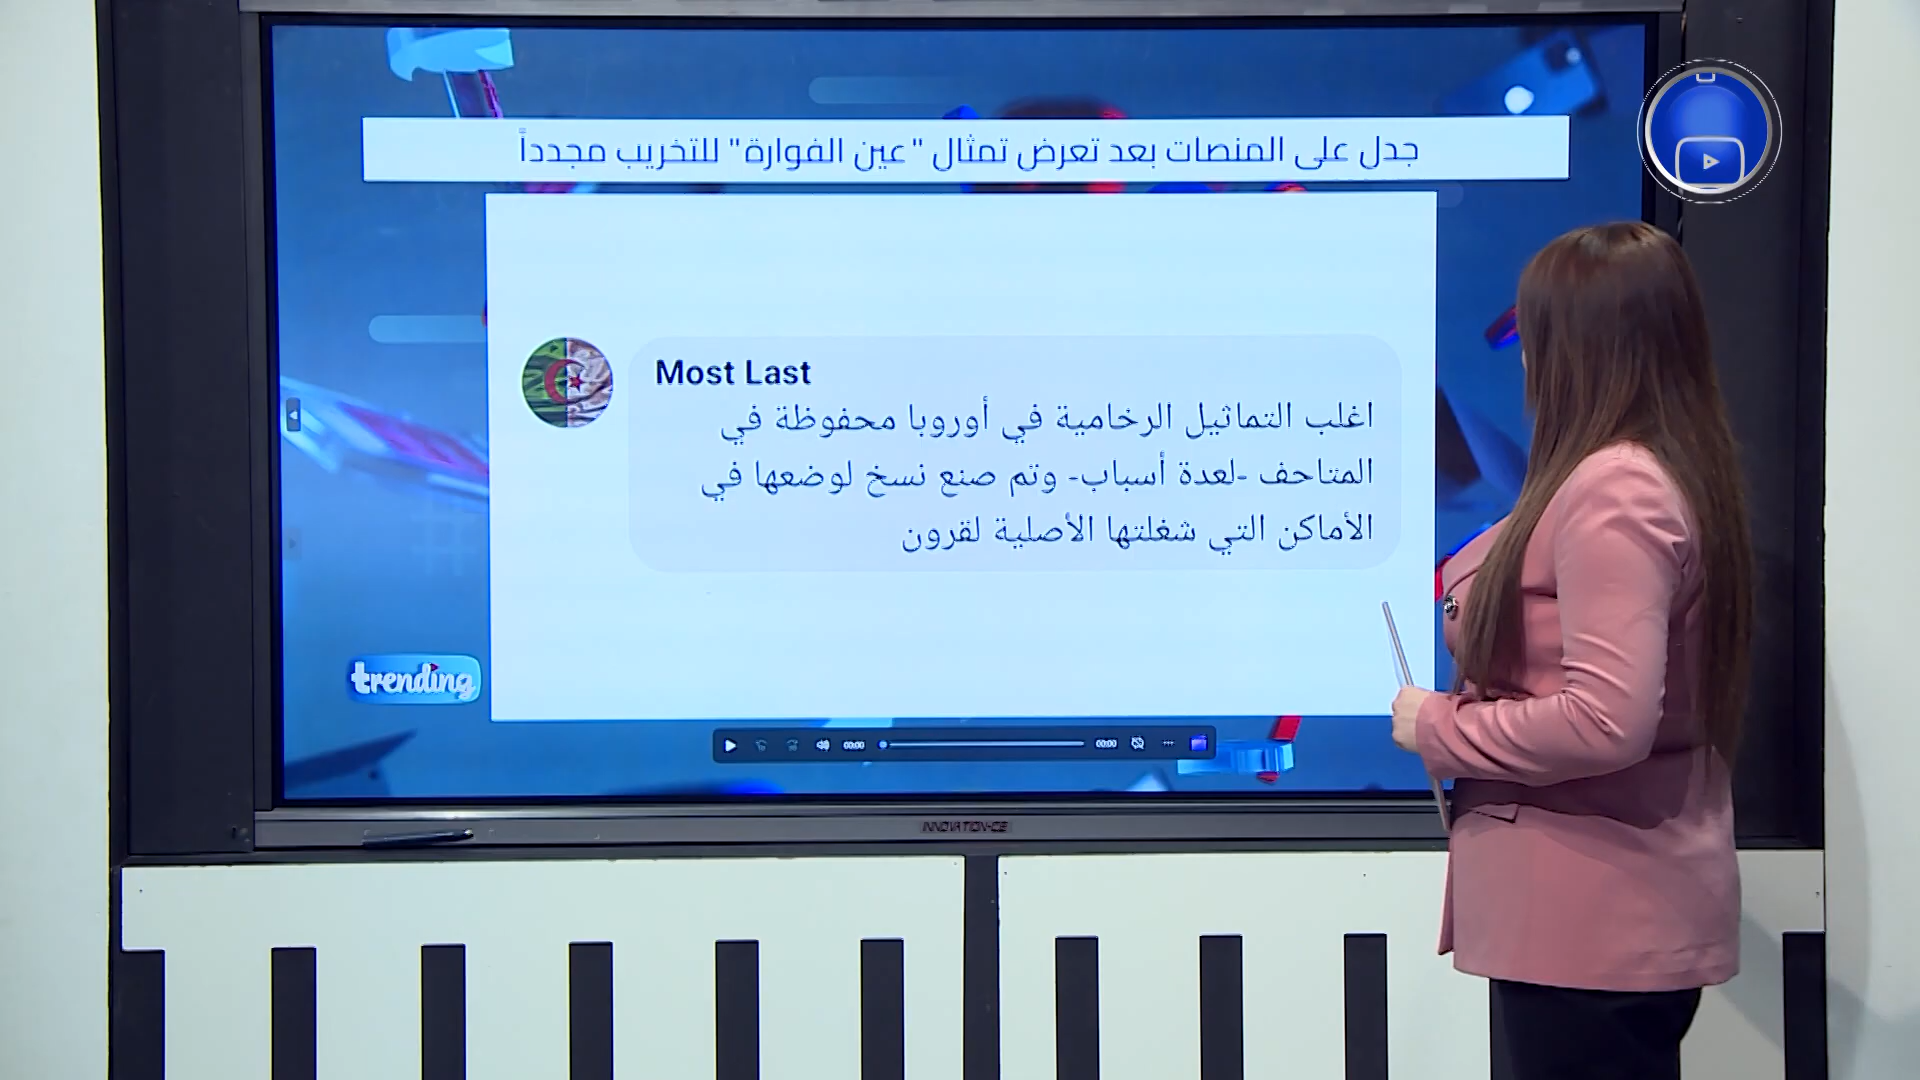 جدل على المنصات بعد تعرض تمثال "عين الفوارة" للتخريب مجدداً
Most Last
اغلب التماثيل الرخامية في أوروبا محفوظة في
المتاحف -لعدة أسباب- وتم صنع نسخ لوضعها في
الأماكن التي شغلتها الأصلية لقرون
trending
00:00
00:00